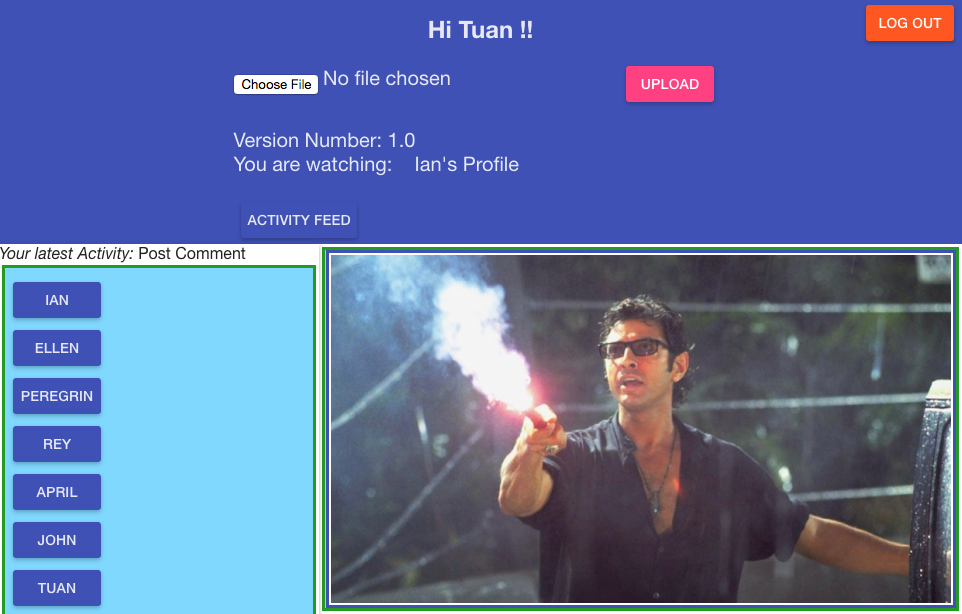 Hi Tuan !!
LOG OUT
Choose File No file chosen
UPLOAD
Version Number: 1.0
You are watching: Ian's Profile
ACTIVITY FEED
Your latest Activity: Post Comment
IAN
ELLEN
PEREGRIN
REY
APRIL
JOHN
TUAN